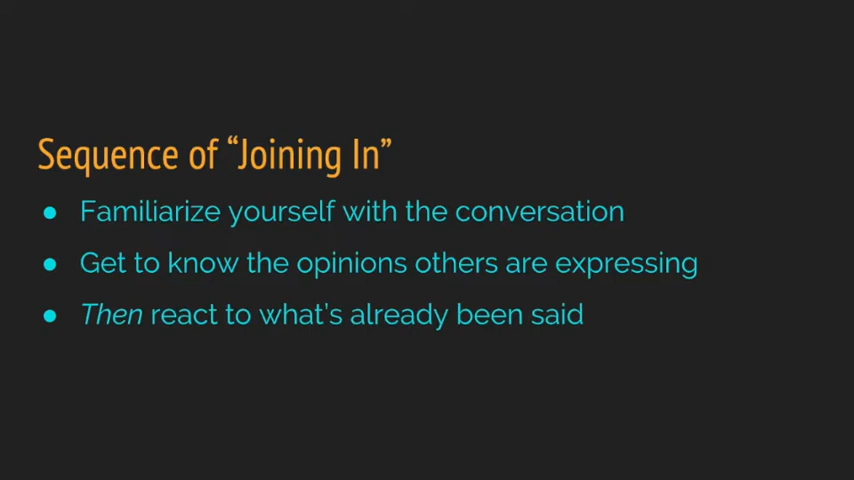 Sequence of “Joining In”
● Familiarize yourself with the conversation
● Get to know the opinions others are expressing
● Then react to what’s already been said